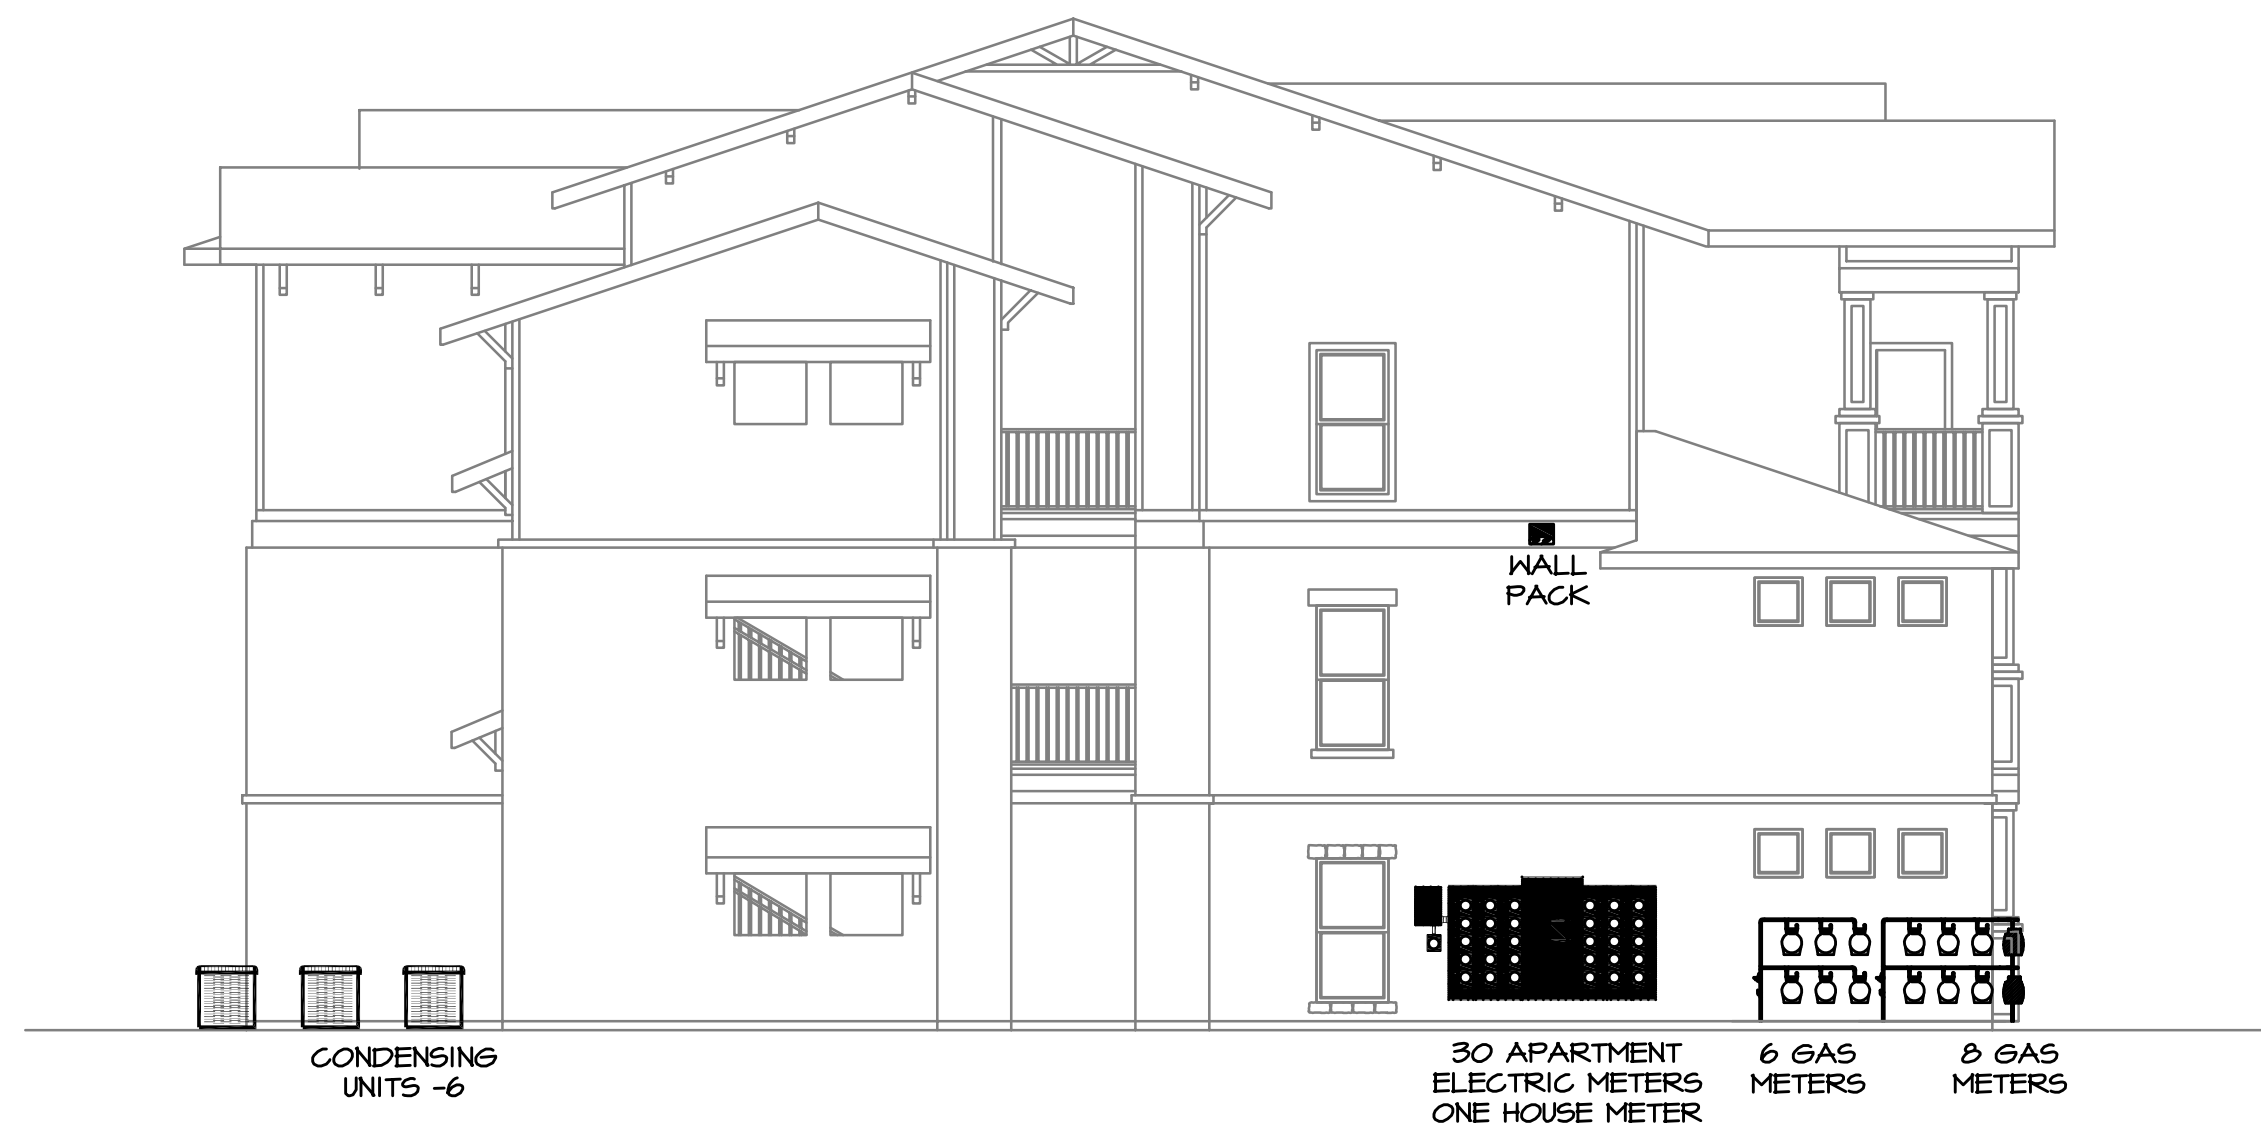 WALL
PACK
CONDENSING
UNITS -6
30 APARTMENT
ELECTRIC METERS
ONE HOUSE METER
6 GAS
METERS
8 GAS
METERS